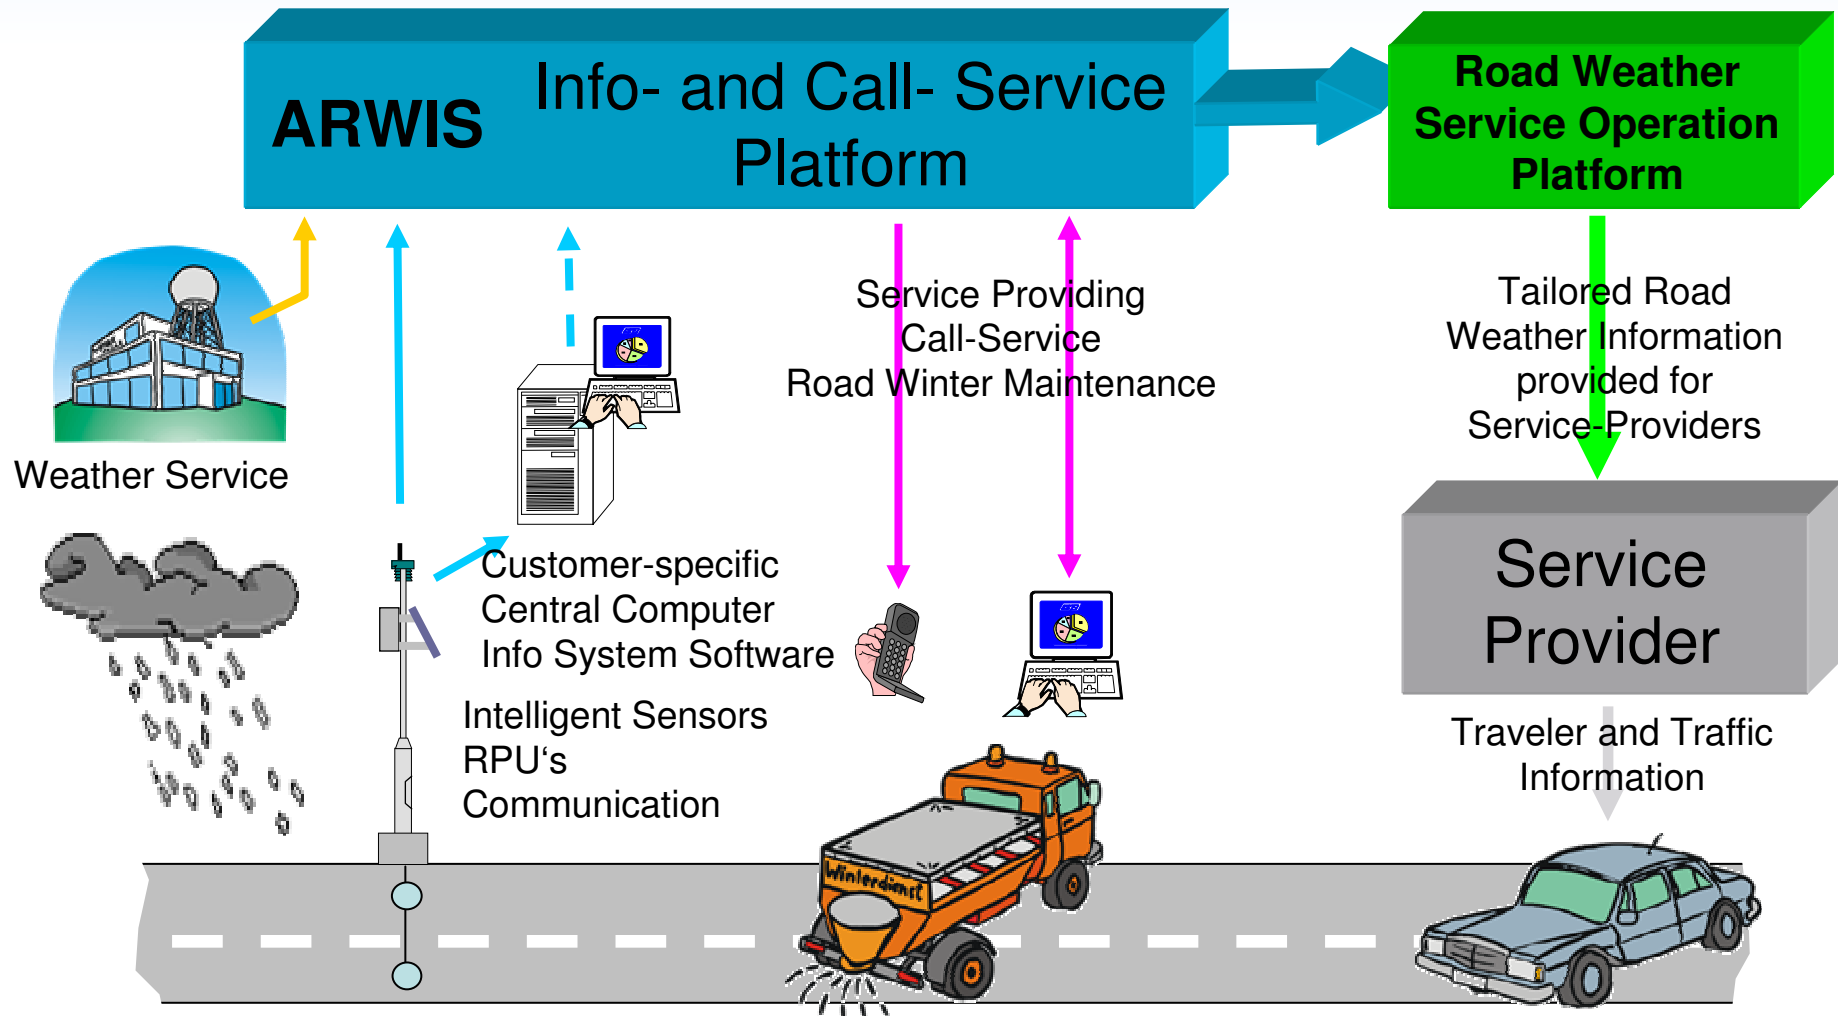 ARWIS
Info- and Call- Service
Platform
Road Weather
Service Operation
Platform
Weather Service
Service Providing
Call-Service
Road Winter Maintenance
Tailored Road
Weather Information
provided for
Service-Providers
Customer-specific
Central Computer
Info System Software
Intelligent Sensors
RPU‘s
Communication
Service
Provider
Traveler and Traffic
Information
Winterdienst